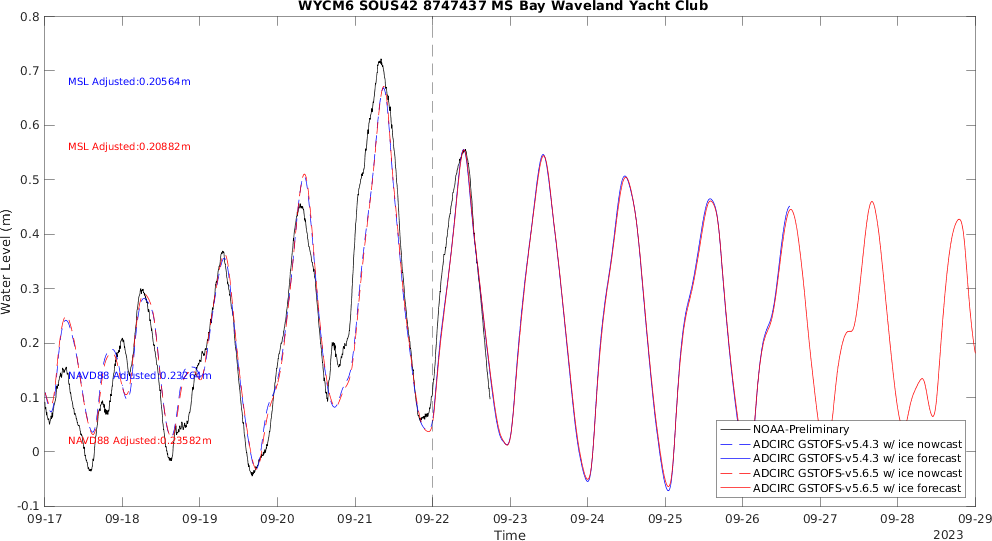 WYCM6 SOUS42 8747437 MS Bay Waveland Yacht Club
Water Level (m)
0.8
0.7
0.6
0.5
0.4
0.3
0.2
0.1
0
-0.1
MSL Adjusted:0.20564m
MSL Adjusted:0.20882m
NAVD88 Adjusted:0.23264m
NAVD88 Adjusted:0.23582m
NOAA-Preliminary
ADCIRC GSTOFS-v5.4.3 w/ ice nowcast
ADCIRC GSTOFS-v5.4.3 w/ ice forecast
ADCIRC GSTOFS-v5.6.5 w/ ice nowcast
ADCIRC GSTOFS-v5.6.5 w/ ice forecast
09-17 09-18 09-19 09-20 09-21 09-22 09-23 09-24 09-25 09-26 09-27 09-28 09-29
Time
2023